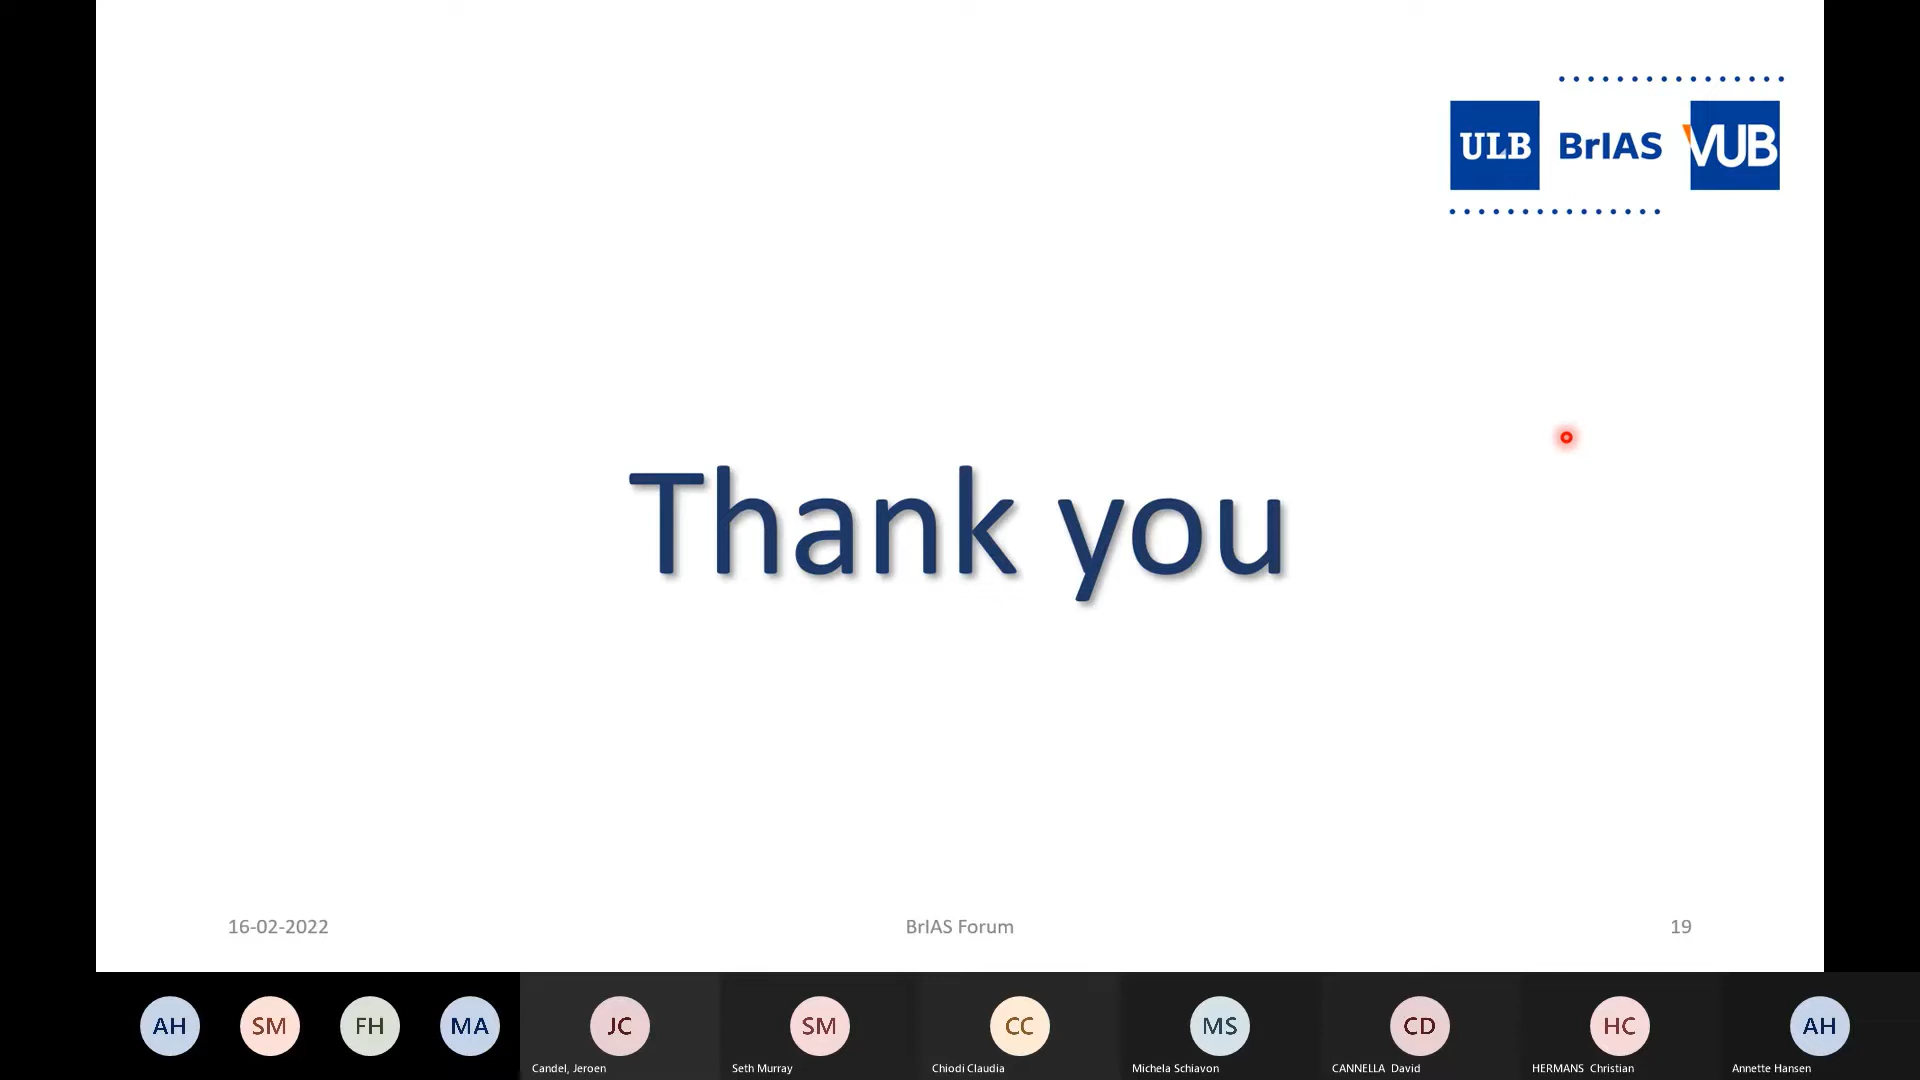 ULB BrIAS VUB
Thank you
16-02-2022 BrIAS Forum 19
AH SM FH MA JC SM CC MS CD HC AH
Candel, Jeroen Seth Murray Chiodi Claudia Michela Schiavon CANNELLA David HERMANS Christian Annette Hansen